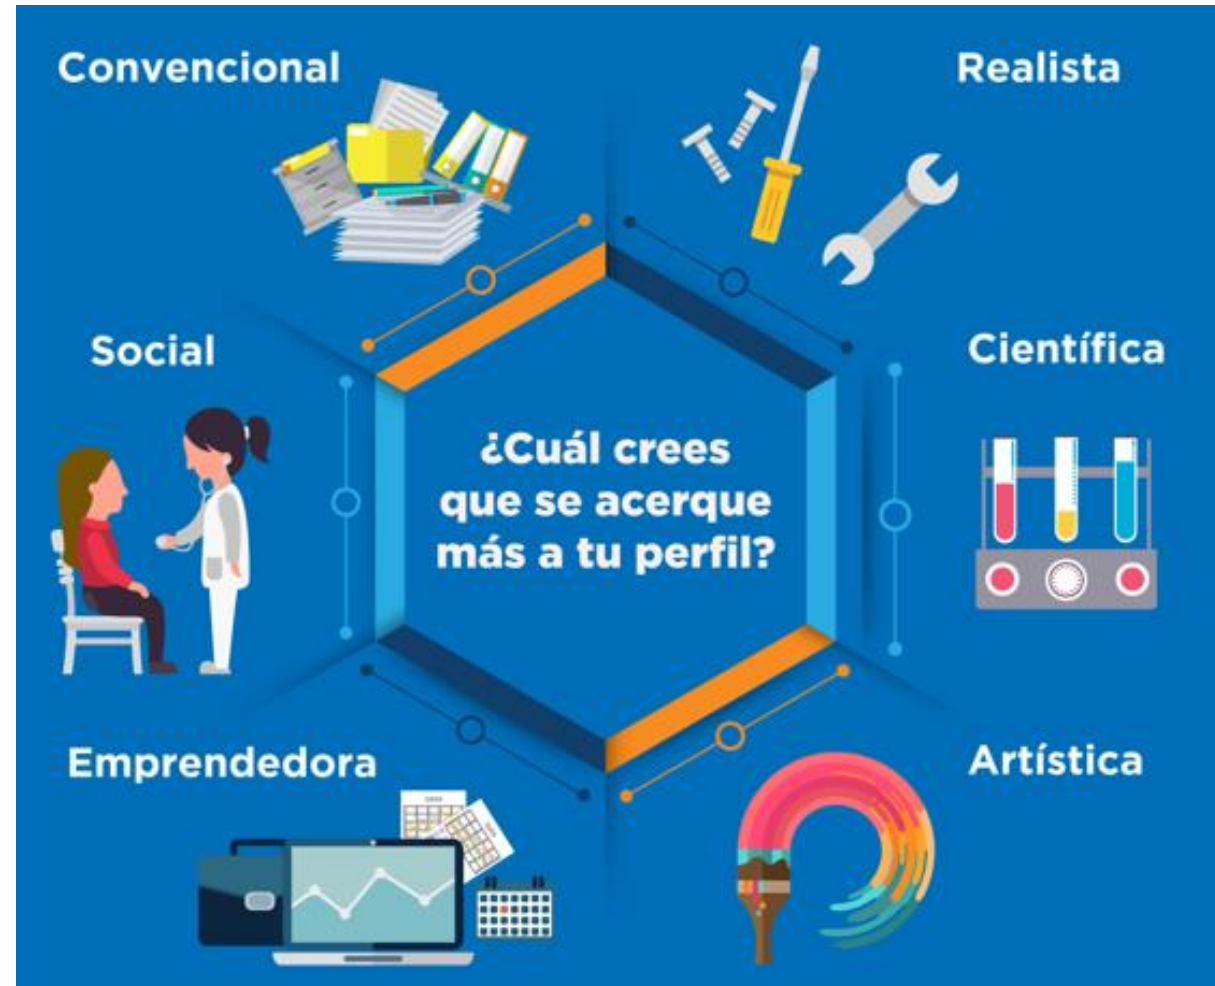 Convencional
Realista
Social
Científica
¿Cuál crees
que se acerque
más a tu perfil?
Emprendedora
Artística